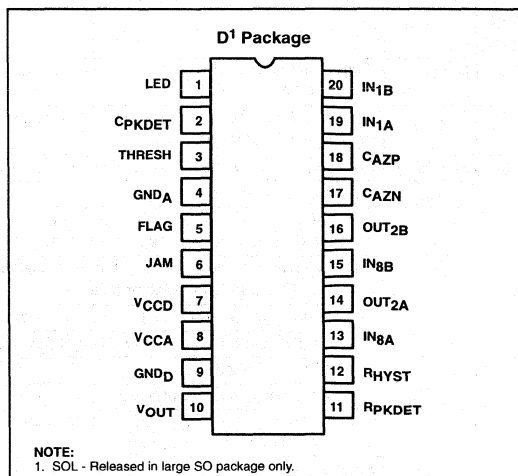 D1 Package
LED 1 20 IN1B
CPKDET 2 19 IN1A
THRESH 3 18 CAZP
GNDA 4 17 CAZN
FLAG 5 16 OUT2B
JAM 6 15 IN8B
VCCD 7 14 OUT2A
VCCA 8 13 IN8A
GNDD 9 12 RHYST
VOUT 10 11 RPKDET
NOTE:
1. SOL - Released in large SO package only.